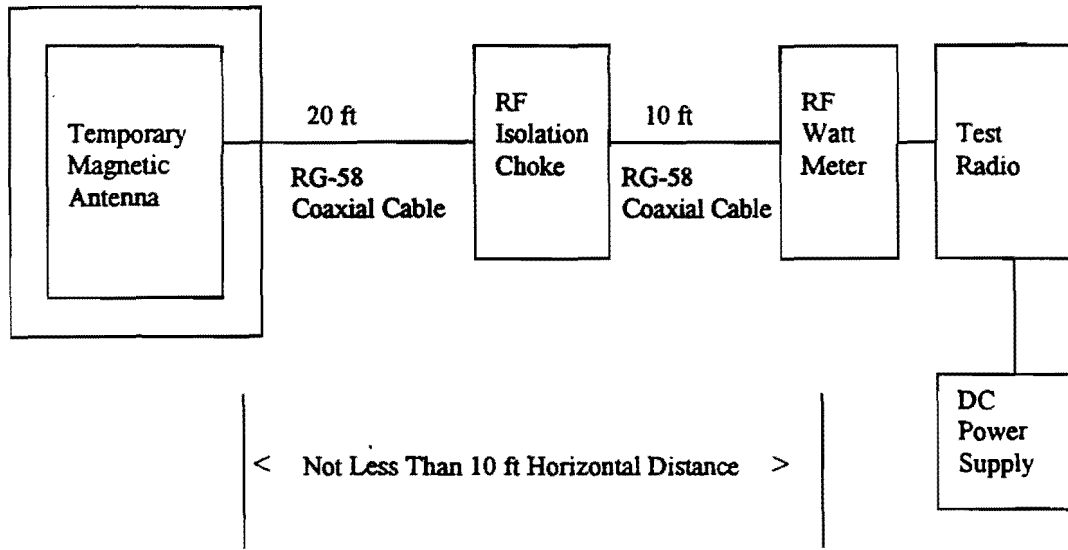 Temporary
Magnetic
Antenna
20 ft
RG-58
Coaxial Cable
RF
Isolation
Choke
10 ft
RG-58
Coaxial Cable
RF
Watt
Meter
Test
Radio
DC
Power
Supply
< Not Less Than 10 ft Horizontal Distance >